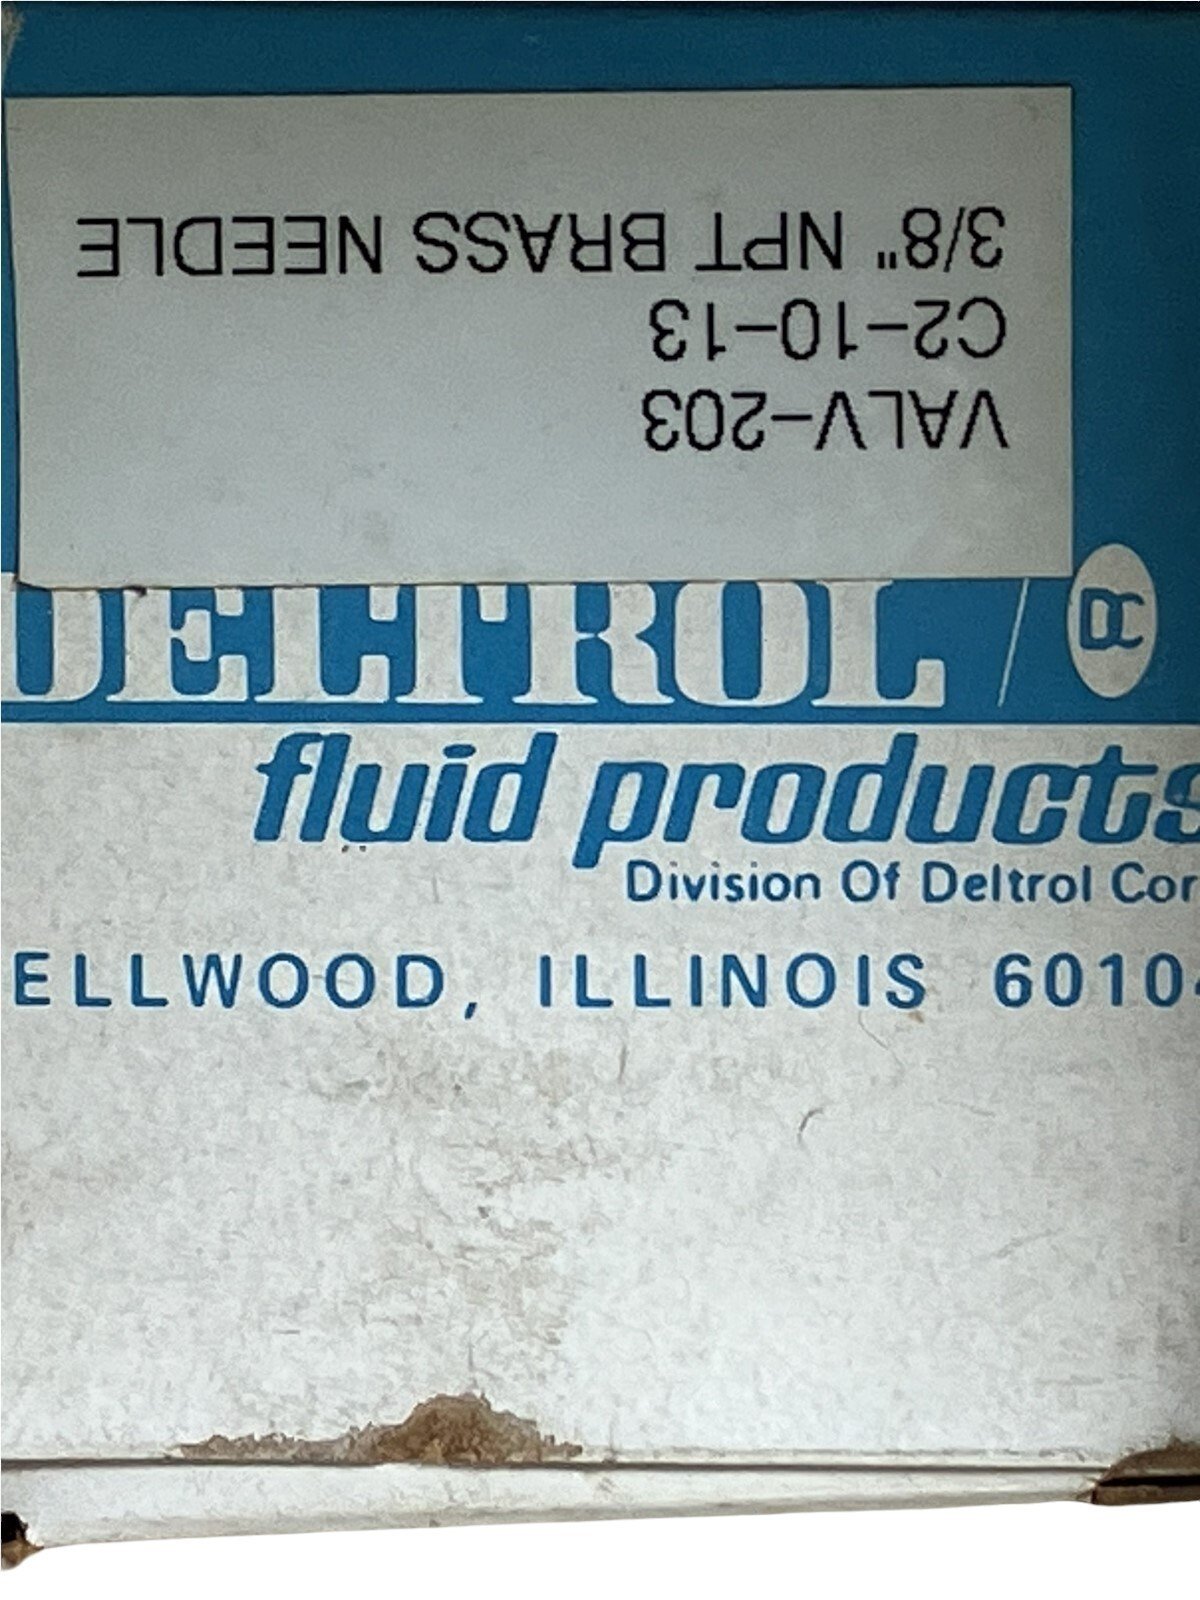 VALV-203
C2-10-13
3/8" NPT BRASS NEEDLE
DELTROL / DC
fluid products
Division Of Deltrol Cor
ELLWOOD, ILLINOIS 6010